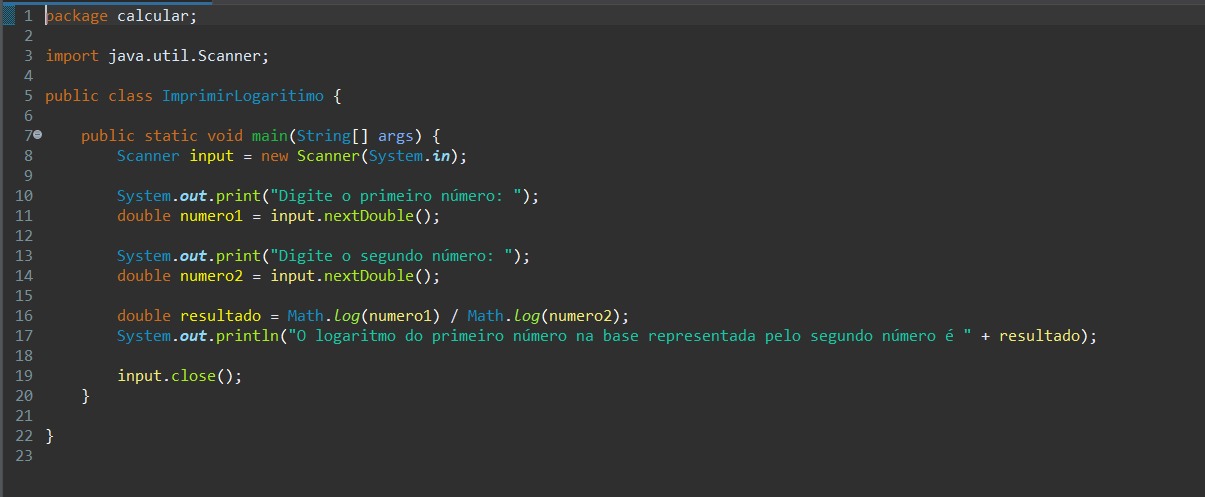 1 package calcular;
2
3 import java.util.Scanner;
4
5 public class ImprimirLogaritimo {
6
7 public static void main(String[] args) {
8 Scanner input = new Scanner(System.in);
9
10 System.out.print("Digite o primeiro número: ");
11 double numero1 = input.nextDouble();
12
13 System.out.print("Digite o segundo número: ");
14 double numero2 = input.nextDouble();
15
16 double resultado = Math.log(numero1) / Math.log(numero2);
17 System.out.println("O logaritmo do primeiro número na base representada pelo segundo número é " + resultado);
18
19 input.close();
20 }
21
22 }
23